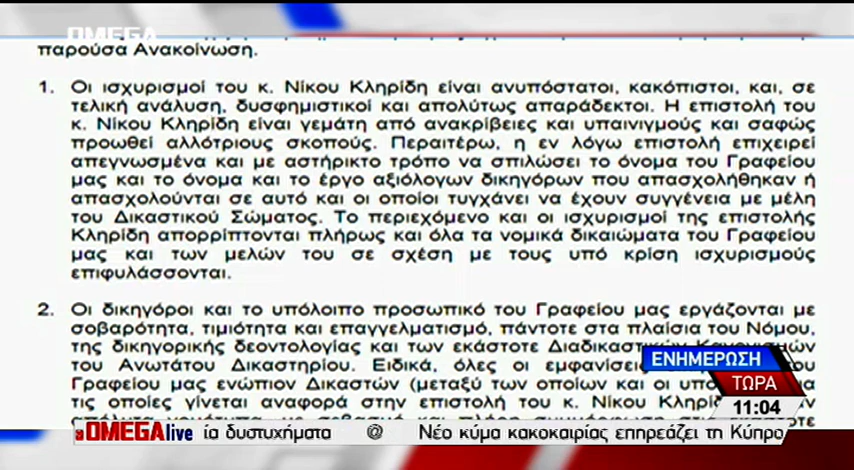 OMEGA
παρούσα Ανακοίνωση.
1. Οι ισχυρισμοί του κ. Νίκου Κληρίδη είναι ανυπόστατοι, κακόπιστοι, και, σε
τελική ανάλυση, δυσφημιστικοί και απολύτως απαράδεκτοι. Η επιστολή του
κ. Νίκου Κληρίδη είναι γεμάτη από ανακρίβειες και υπαινιγμούς και σαφώς
προωθεί αλλότριους σκοπούς. Περαιτέρω, η εν λόγω επιστολή επιχειρεί
απεγνωσμένα και με αστήρικτο τρόπο να σπιλώσει το όνομα του Γραφείου
μας και το όνομα και το έργο αξιόλογων δικηγόρων που απασχολήθηκαν ή
απασχολούνται σε αυτό και οι οποίοι τυγχάνει να έχουν συγγένεια με μέλη
του Δικαστικού Σώματος. Το περιεχόμενο και οι ισχυρισμοί της επιστολής
Κληρίδη απορρίπτονται πλήρως και όλα τα νομικά δικαιώματα του Γραφείου
μας και των μελών του σε σχέση με τους υπό κρίση ισχυρισμούς
επιφυλάσσονται.
2. Οι δικηγόροι και το υπόλοιπο προσωπικό του Γραφείου μας εργάζονται με
σοβαρότητα, τιμιότητα και επαγγελματισμό, πάντοτε στα πλαίσια του Νόμου,
της δικηγορικής δεοντολογίας και των εκάστοτε Διαδικαστικών Κανονισμών
του Ανωτάτου Δικαστηρίου. Ειδικά, όλες οι εμφανίσεις του
Γραφείου μας ενώπιον Δικαστών (μεταξύ των οποίων και οι
τις οποίες γίνεται αναφορά στην επιστολή του κ. Νίκου
ΕΝΗΜΕΡΩΣΗ
ΤΩΡΑ
11:04
OMEGAlive ία δυστυχήματα @ Νέο κύμα κακοκαιρίας επηρεάζει τη Κύπρο